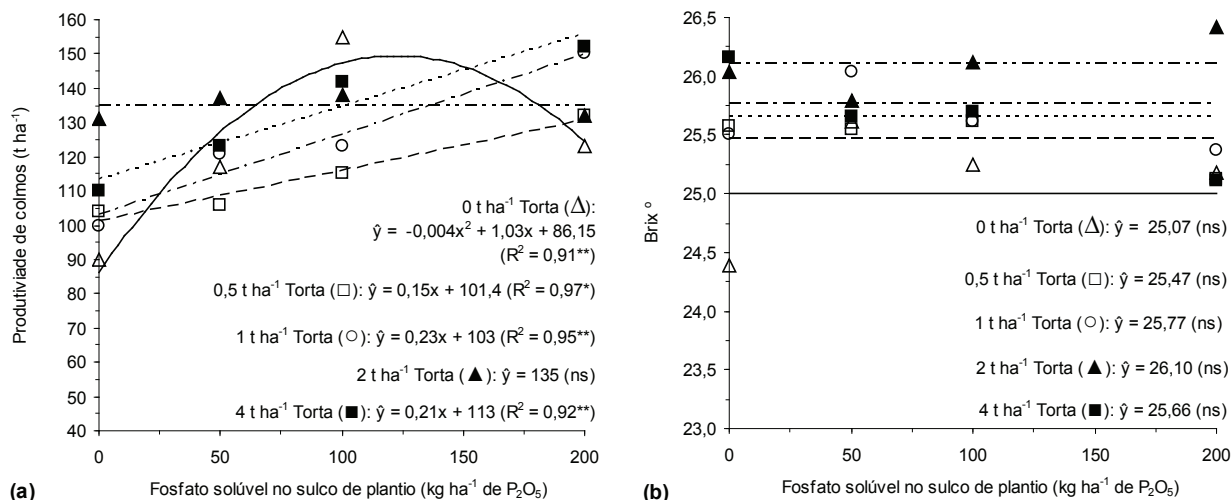 160
150
140
130
120
110
100
90
80
70
60
50
40
Produtiviade de colmos (t ha⁻¹)
0 t ha⁻¹ Torta (Δ):
ŷ = -0,004x² + 1,03x + 86,15
(R² = 0,91**)
0,5 t ha⁻¹ Torta (□): ŷ = 0,15x + 101,4 (R² = 0,97*)
1 t ha⁻¹ Torta (○): ŷ = 0,23x + 103 (R² = 0,95**)
2 t ha⁻¹ Torta (▲): ŷ = 135 (ns)
4 t ha⁻¹ Torta (■): ŷ = 0,21x + 113 (R² = 0,92**)
0 50 100 150 200
(a) Fosfato solúvel no sulco de plantio (kg ha⁻¹ de P₂O₅)
26,5
26,0
25,5
25,0
24,5
24,0
23,5
23,0
Brix º
0 t ha⁻¹ Torta (Δ): ŷ = 25,07 (ns)
0,5 t ha⁻¹ Torta (□): ŷ = 25,47 (ns)
1 t ha⁻¹ Torta (○): ŷ = 25,77 (ns)
2 t ha⁻¹ Torta (▲): ŷ = 26,10 (ns)
4 t ha⁻¹ Torta (■): ŷ = 25,66 (ns)
0 50 100 150 200
(b) Fosfato solúvel no sulco de plantio (kg ha⁻¹ de P₂O₅)